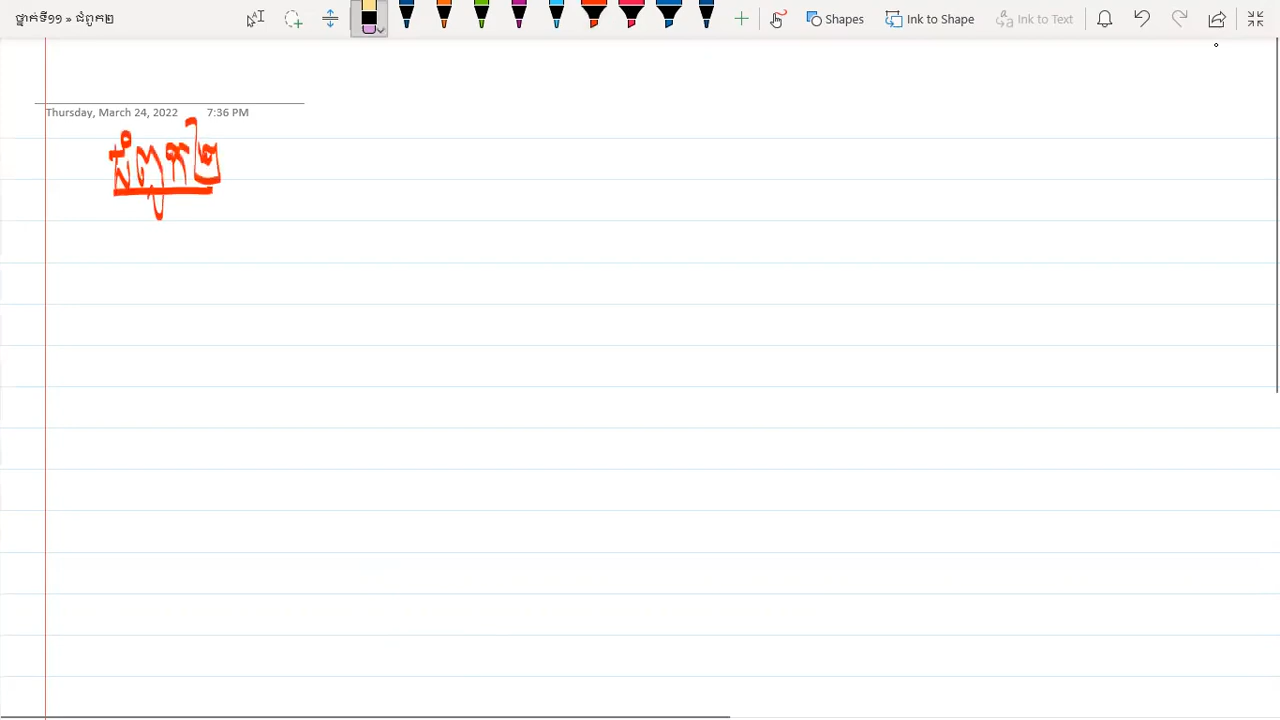 ថ្នាក់ទី១១ » ជំពូក២
Shapes
Ink to Shape
Ink to Text
Thursday, March 24, 2022 7:36 PM
ជំពូក២